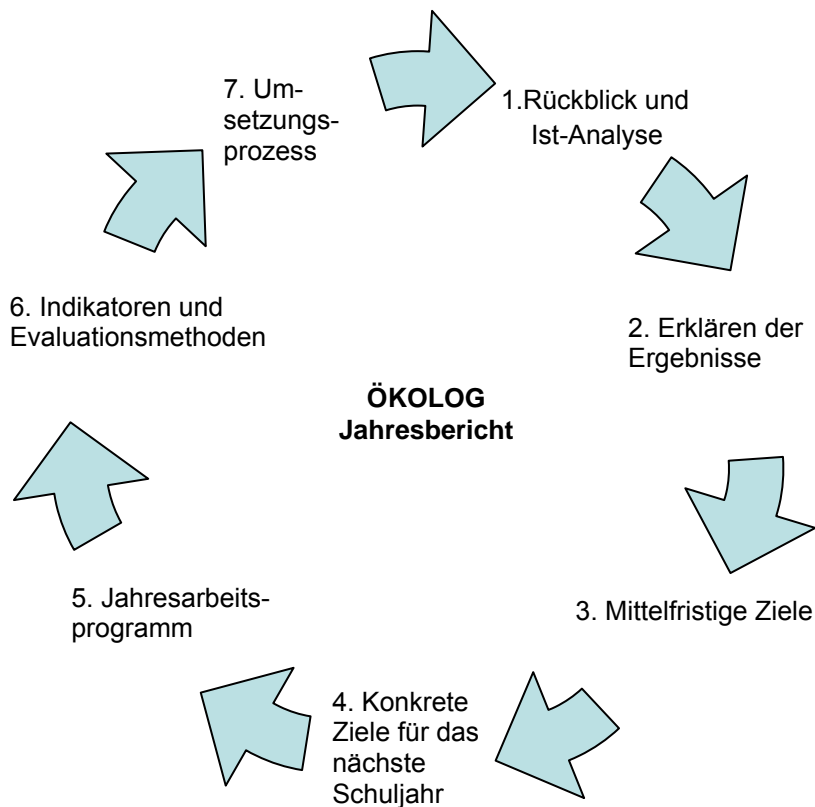 7. Um-
setzungs-
prozess
1.Rückblick und
Ist-Analyse
6. Indikatoren und
Evaluationsmethoden
2. Erklären der
Ergebnisse
ÖKOLOG
Jahresbericht
5. Jahresarbeits-
programm
3. Mittelfristige Ziele
4. Konkrete
Ziele für das
nächste
Schuljahr